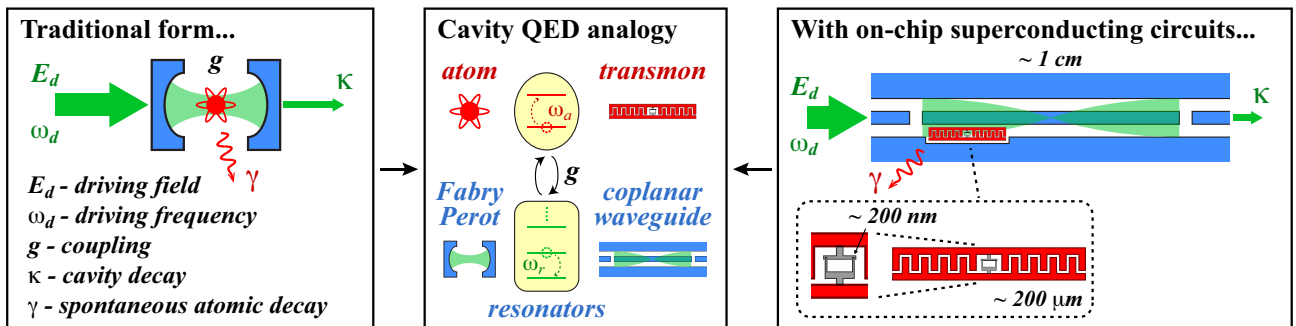 Traditional form...
g
E_d
κ
ω_d
γ
E_d - driving field
ω_d - driving frequency
g - coupling
κ - cavity decay
γ - spontaneous atomic decay
Cavity QED analogy
atom
transmon
ω_a
g
Fabry
Perot
coplanar
waveguide
ω_r
resonators
With on-chip superconducting circuits...
~ 1 cm
E_d
κ
ω_d
γ
~ 200 nm
~ 200 μm